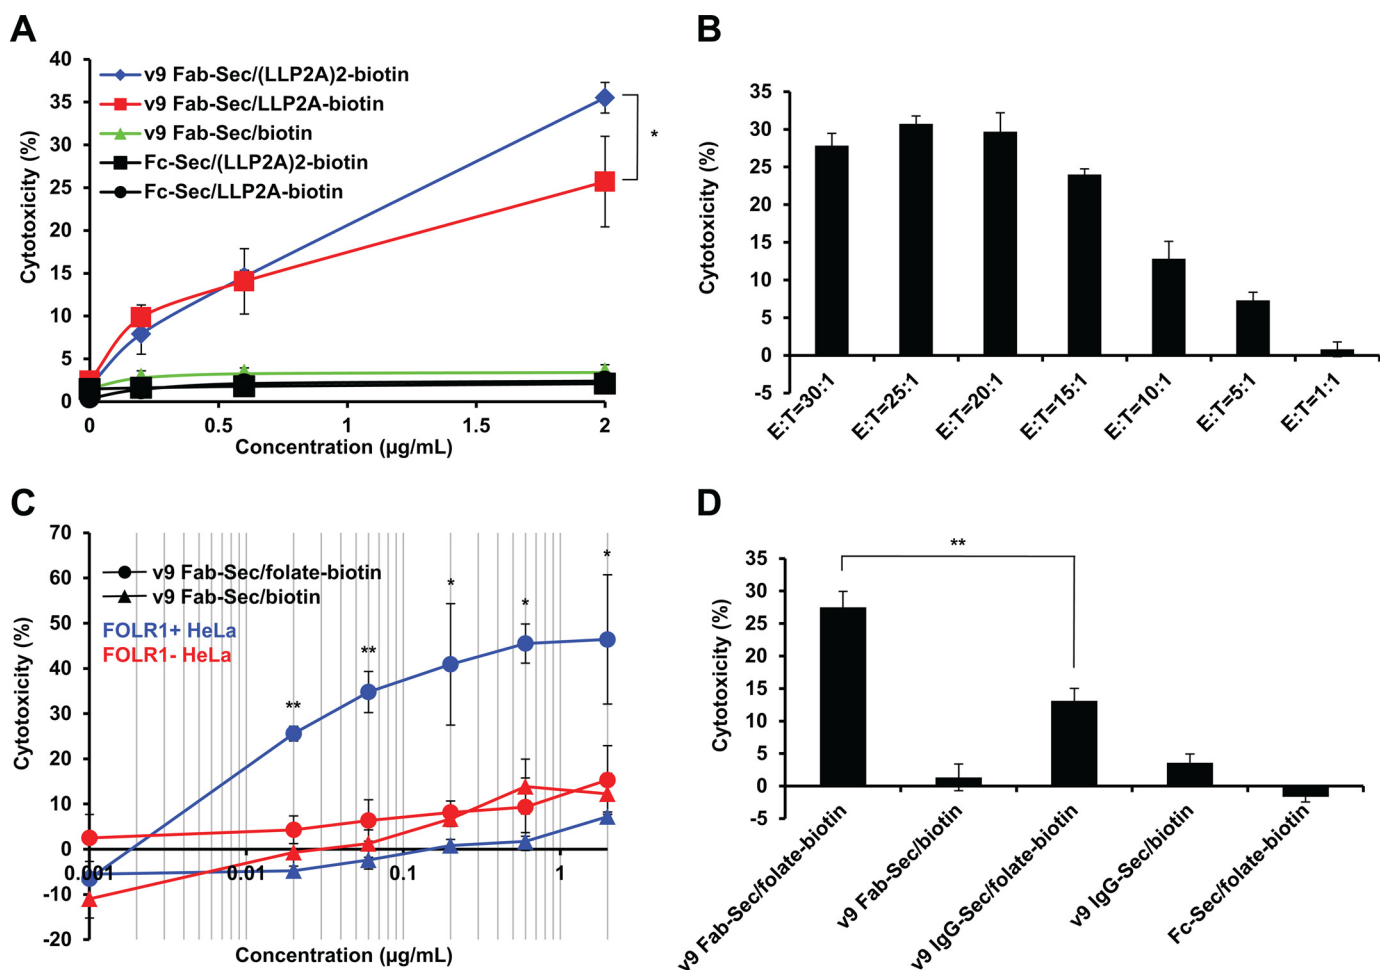 A
Cytotoxicity (%)
40
35
30
25
20
15
10
5
0
v9 Fab-Sec/(LLP2A)2-biotin
v9 Fab-Sec/LLP2A-biotin
v9 Fab-Sec/biotin
Fc-Sec/(LLP2A)2-biotin
Fc-Sec/LLP2A-biotin
*
0 0.5 1 1.5 2
Concentration (µg/mL)
B
Cytotoxicity (%)
35
30
25
20
15
10
5
0
-5
E:T=30:1
E:T=25:1
E:T=20:1
E:T=15:1
E:T=10:1
E:T=5:1
E:T=1:1
C
Cytotoxicity (%)
70
60
50
40
30
20
10
0
-10
-20
v9 Fab-Sec/folate-biotin
v9 Fab-Sec/biotin
FOLR1+ HeLa
FOLR1- HeLa
** ** * * *
0.001 0.01 0.1 1
Concentration (µg/mL)
D
Cytotoxicity (%)
35
30
25
20
15
10
5
0
-5
**
v9 Fab-Sec/folate-biotin
v9 Fab-Sec/biotin
v9 IgG-Sec/folate-biotin
v9 IgG-Sec/biotin
Fc-Sec/folate-biotin